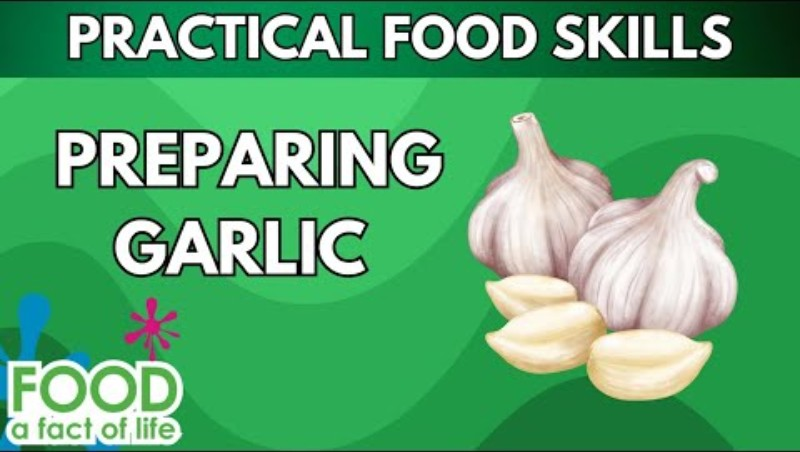 PRACTICAL FOOD SKILLS
PREPARING
GARLIC
FOOD
a fact of life